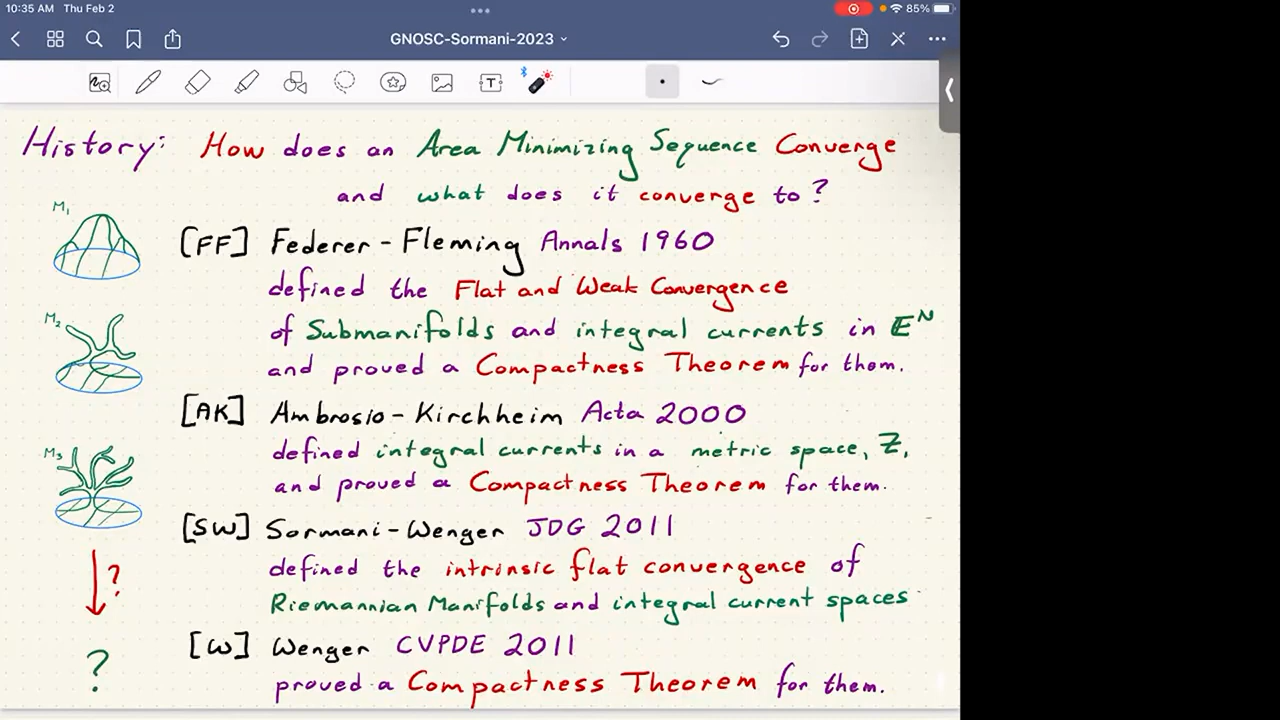 10:35 AM Thu Feb 2
85%
GNOSC-Sormani-2023
T
History: How does an Area Minimizing Sequence Converge
and what does it converge to?
M₁
[FF] Federer-Fleming Annals 1960
defined the Flat and Weak Convergence
M₂
of Submanifolds and integral currents in 𝔼ᴺ
and proved a Compactness Theorem for them.
[AK] Ambrosio-Kirchheim Acta 2000
M₃
defined integral currents in a metric space, Z,
and proved a Compactness Theorem for them.
[SW] Sormani-Wenger JDG 2011
?
defined the intrinsic flat convergence of
Riemannian Manifolds and integral current spaces
?
[W] Wenger CVPDE 2011
proved a Compactness Theorem for them.